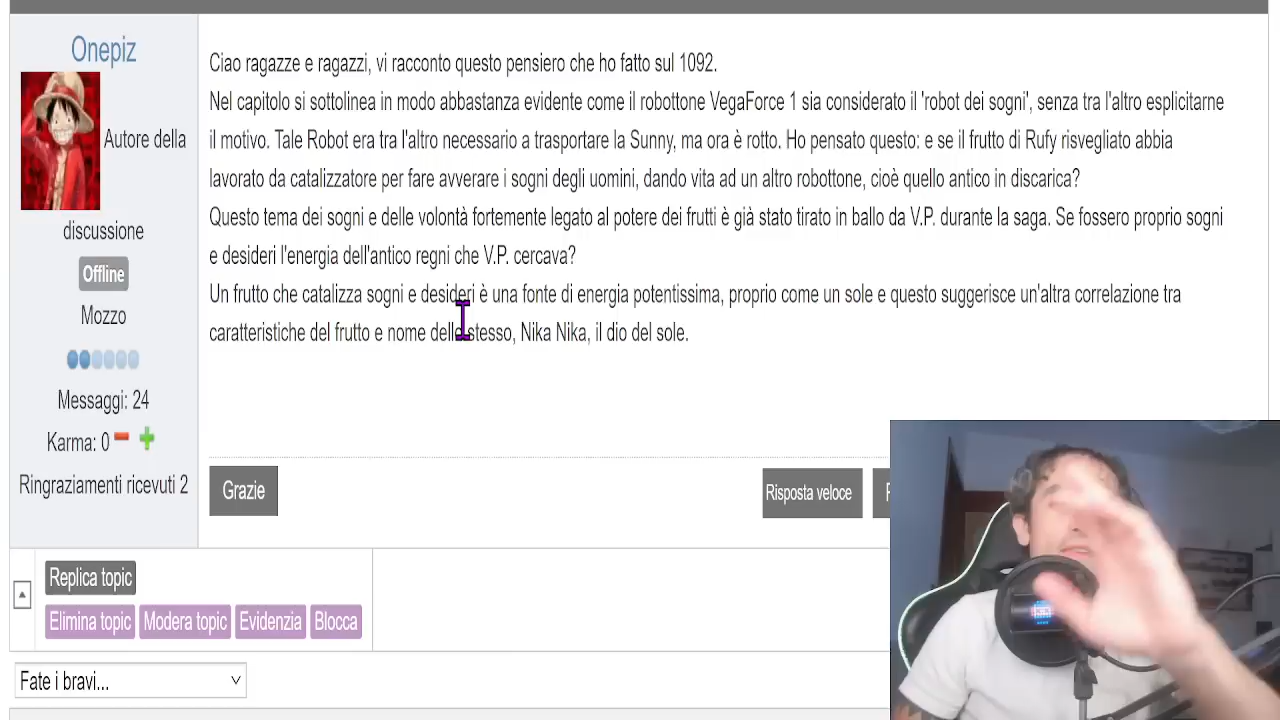 Onepiz
Autore della
discussione
Offline
Mozzo
Messaggi: 24
Karma: 0
Ringraziamenti ricevuti 2
Ciao ragazze e ragazzi, vi racconto questo pensiero che ho fatto sul 1092.
Nel capitolo si sottolinea in modo abbastanza evidente come il robottone VegaForce 1 sia considerato il 'robot dei sogni', senza tra l'altro esplicitarne
il motivo. Tale Robot era tra l'altro necessario a trasportare la Sunny, ma ora è rotto. Ho pensato questo: e se il frutto di Rufy risvegliato abbia
lavorato da catalizzatore per fare avverare i sogni degli uomini, dando vita ad un altro robottone, cioè quello antico in discarica?
Questo tema dei sogni e delle volontà fortemente legato al potere dei frutti è già stato tirato in ballo da V.P. durante la saga. Se fossero proprio sogni
e desideri l'energia dell'antico regni che V.P. cercava?
Un frutto che catalizza sogni e desideri è una fonte di energia potentissima, proprio come un sole e questo suggerisce un'altra correlazione tra
caratteristiche del frutto e nome dello stesso, Nika Nika, il dio del sole.
Grazie
Risposta veloce
Replica topic
Elimina topic Modera topic Evidenzia Blocca
Fate i bravi...